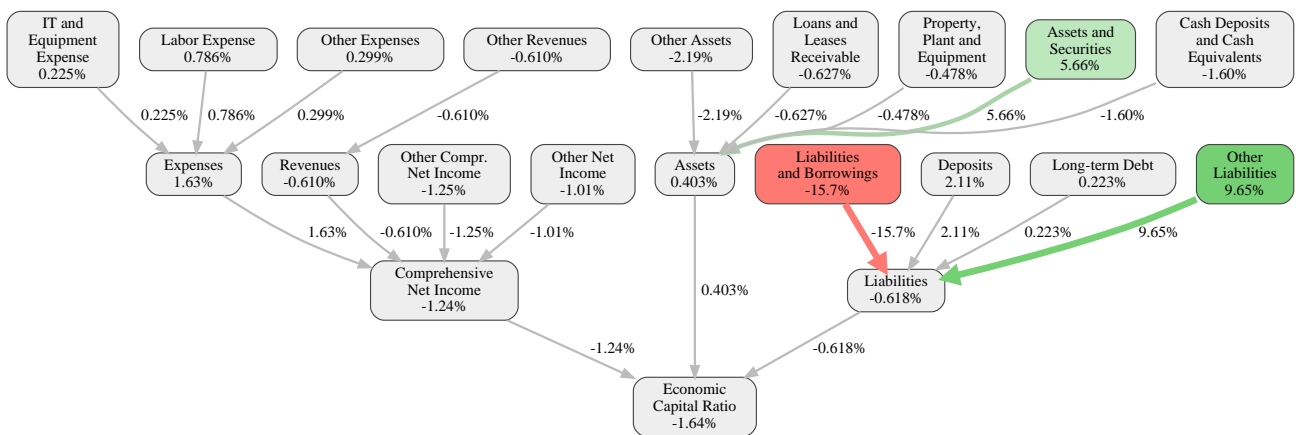 IT and
Equipment
Expense
0.225%
Labor Expense
0.786%
Other Expenses
0.299%
Other Revenues
-0.610%
Other Assets
-2.19%
Loans and
Leases
Receivable
-0.627%
Property,
Plant and
Equipment
-0.478%
Assets and
Securities
5.66%
Cash Deposits
and Cash
Equivalents
-1.60%
0.225%
0.786%
0.299%
-0.610%
-2.19%
-0.627%
-0.478%
5.66%
-1.60%
Expenses
1.63%
Revenues
-0.610%
Other Compr.
Net Income
-1.25%
Other Net
Income
-1.01%
Assets
0.403%
Liabilities
and Borrowings
-15.7%
Deposits
2.11%
Long-term Debt
0.223%
Other
Liabilities
9.65%
1.63%
-0.610%
-1.25%
-1.01%
-15.7%
2.11%
0.223%
9.65%
Comprehensive
Net Income
-1.24%
0.403%
Liabilities
-0.618%
-1.24%
-0.618%
Economic
Capital Ratio
-1.64%